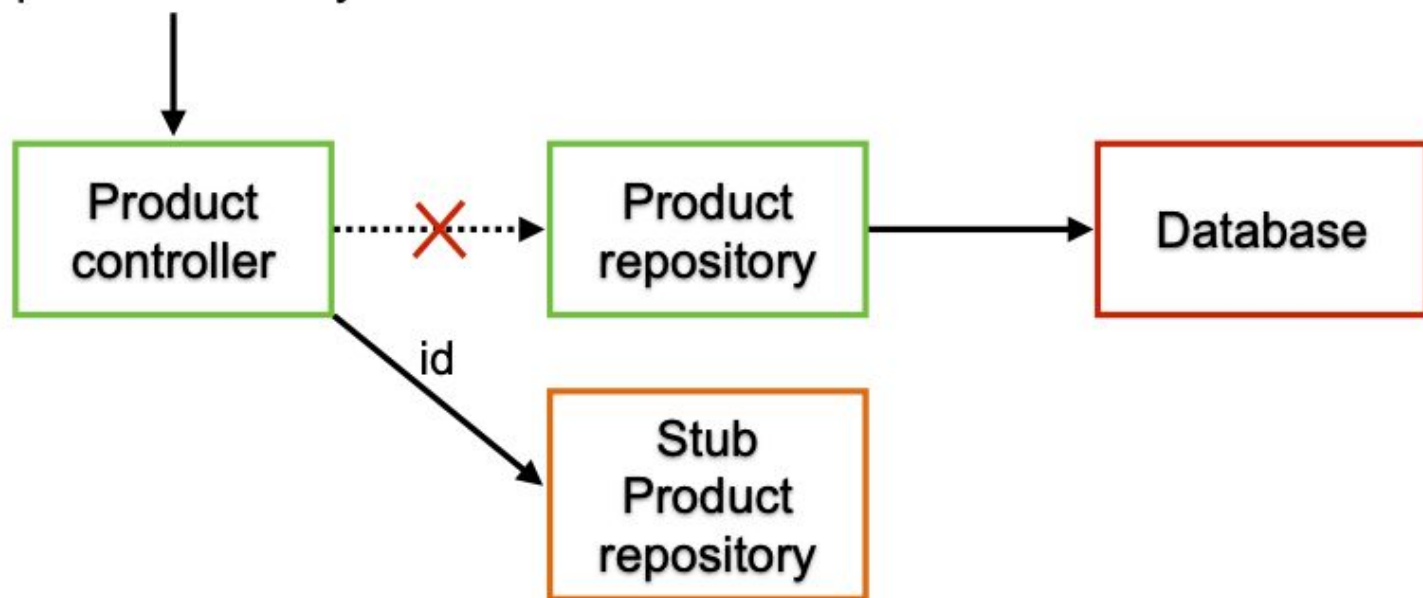 Product
controller
Product
repository
Database
id
Stub
Product
repository